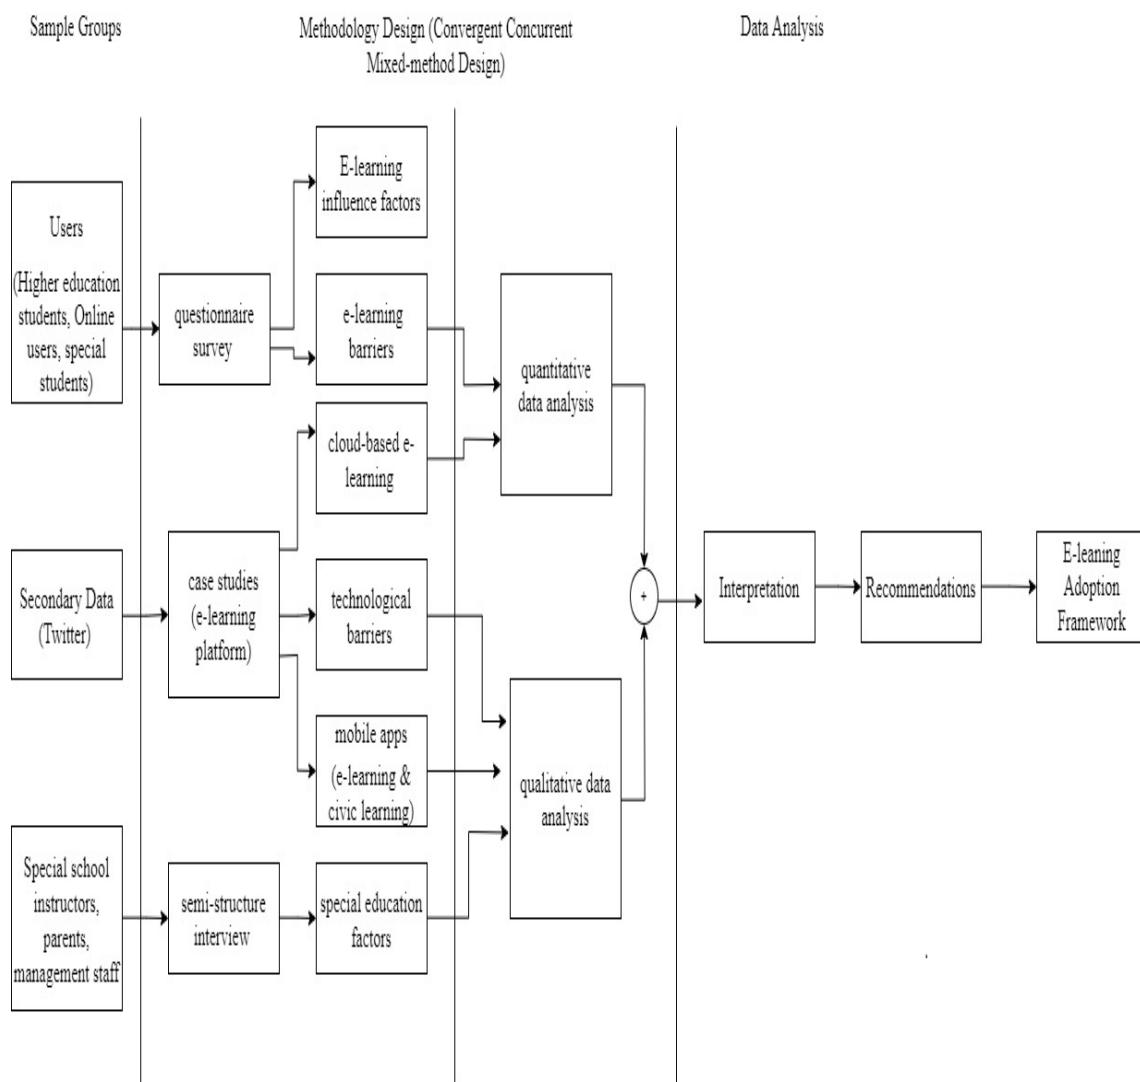 Sample Groups
Methodology Design (Convergent Concurrent
Mixed-method Design)
Data Analysis
Users
(Higher education
students, Online
users, special
students)
questionnaire
survey
E-learning
influence factors
e-learning
barriers
cloud-based e-
learning
quantitative
data analysis
Secondary Data
(Twitter)
case studies
(e-learning
platform)
technological
barriers
mobile apps
(e-learning &
civic learning)
qualitative data
analysis
+
Interpretation
Recommendations
E-leaning
Adoption
Framework
Special school
instructors,
parents,
management staff
semi-structure
interview
special education
factors